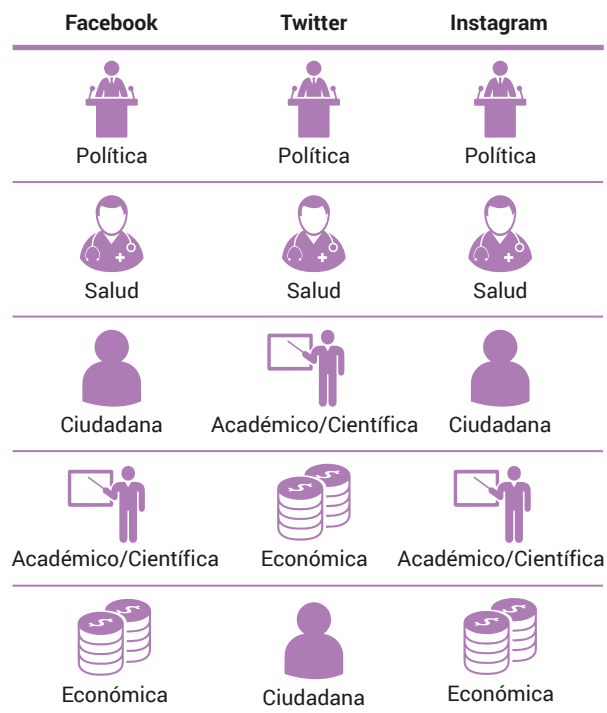 Facebook Twitter Instagram
Política Política Política
Salud Salud Salud
Ciudadana Académico/Científica Ciudadana
Académico/Científica Económica Académico/Científica
Económica Ciudadana Económica